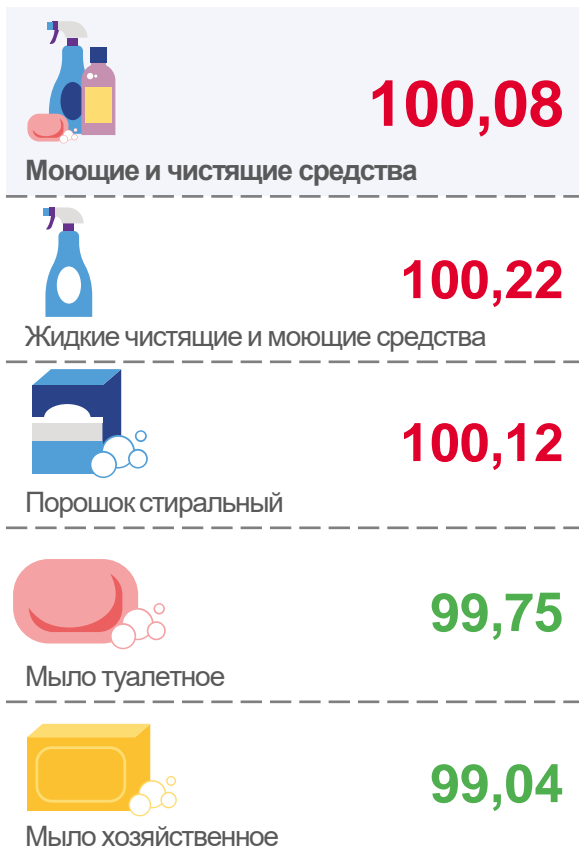 100,08
Моющие и чистящие средства
100,22
Жидкие чистящие и моющие средства
100,12
Порошок стиральный
99,75
Мыло туалетное
99,04
Мыло хозяйственное